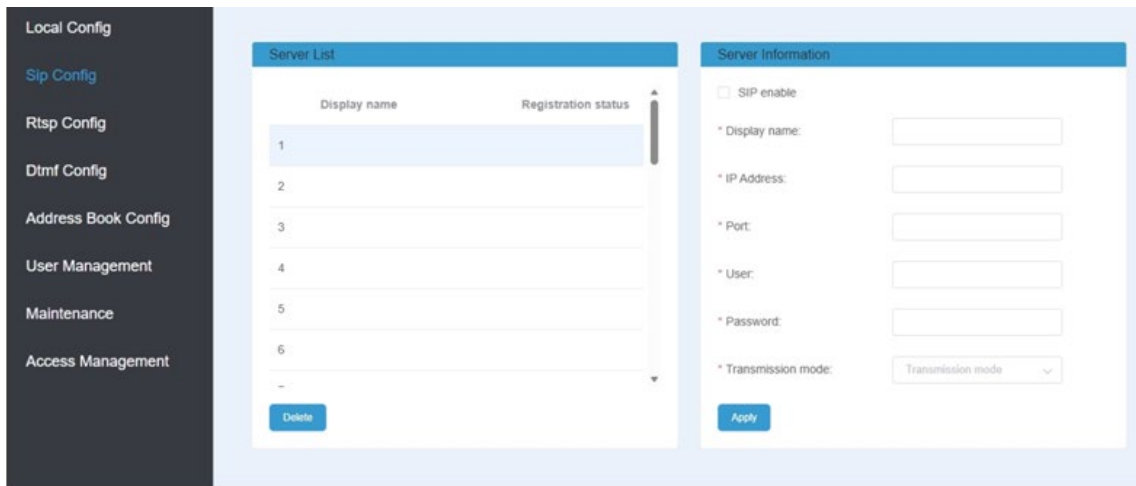 Local Config
Sip Config
Rtsp Config
Dtmf Config
Address Book Config
User Management
Maintenance
Access Management
Server List
Display name Registration status
1
2
3
4
5
6
Delete
Server Information
SIP enable
* Display name:
* IP Address:
* Port:
* User:
* Password:
* Transmission mode: Transmission mode
Apply